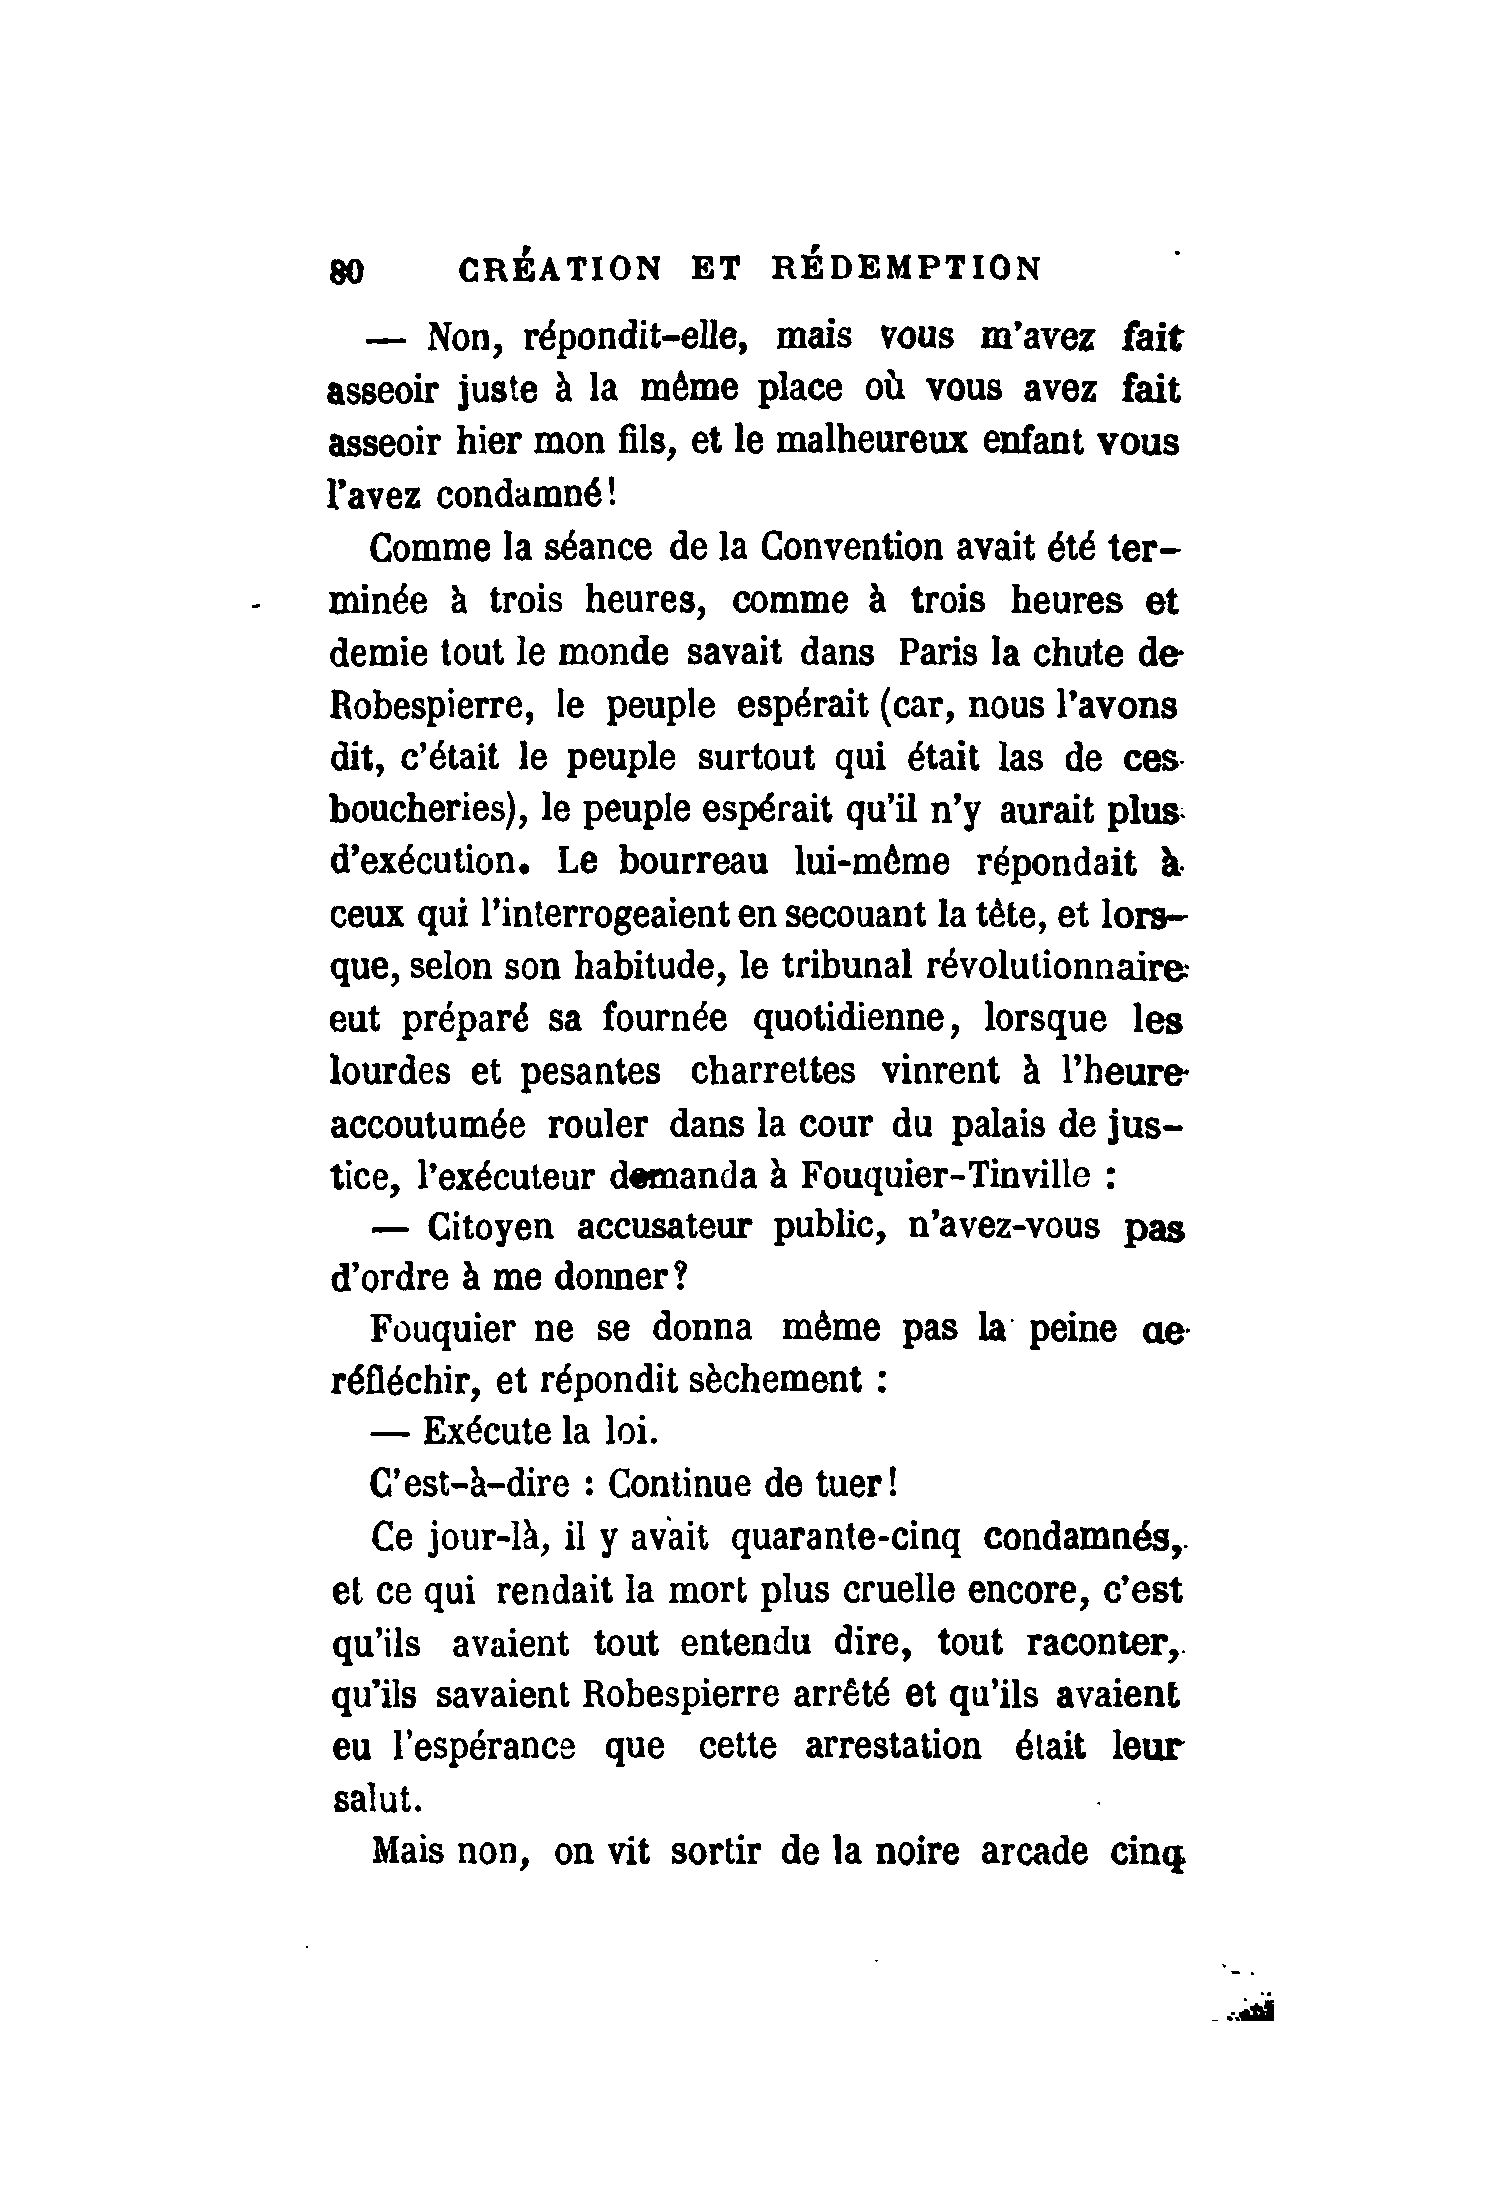 80 CRÉATION ET RÉDEMPTION
— Non, répondit-elle, mais vous m'avez fait
asseoir juste à la même place où vous avez fait
asseoir hier mon fils, et le malheureux enfant vous
l'avez condamné!
Comme la séance de la Convention avait été ter-
minée à trois heures, comme à trois heures et
demie tout le monde savait dans Paris la chute de
Robespierre, le peuple espérait (car, nous l'avons
dit, c'était le peuple surtout qui était las de ces
boucheries), le peuple espérait qu'il n'y aurait plus
d'exécution. Le bourreau lui-même répondait à
ceux qui l'interrogeaient en secouant la tête, et lors-
que, selon son habitude, le tribunal révolutionnaire
eut préparé sa fournée quotidienne, lorsque les
lourdes et pesantes charrettes vinrent à l'heure
accoutumée rouler dans la cour du palais de jus-
tice, l'exécuteur demanda à Fouquier-Tinville :
— Citoyen accusateur public, n'avez-vous pas
d'ordre à me donner?
Fouquier ne se donna même pas la peine de
réfléchir, et répondit sèchement :
— Exécute la loi.
C'est-à-dire : Continue de tuer!
Ce jour-là, il y avait quarante-cinq condamnés,
et ce qui rendait la mort plus cruelle encore, c'est
qu'ils avaient tout entendu dire, tout raconter,
qu'ils savaient Robespierre arrêté et qu'ils avaient
eu l'espérance que cette arrestation était leur
salut.
Mais non, on vit sortir de la noire arcade cinq